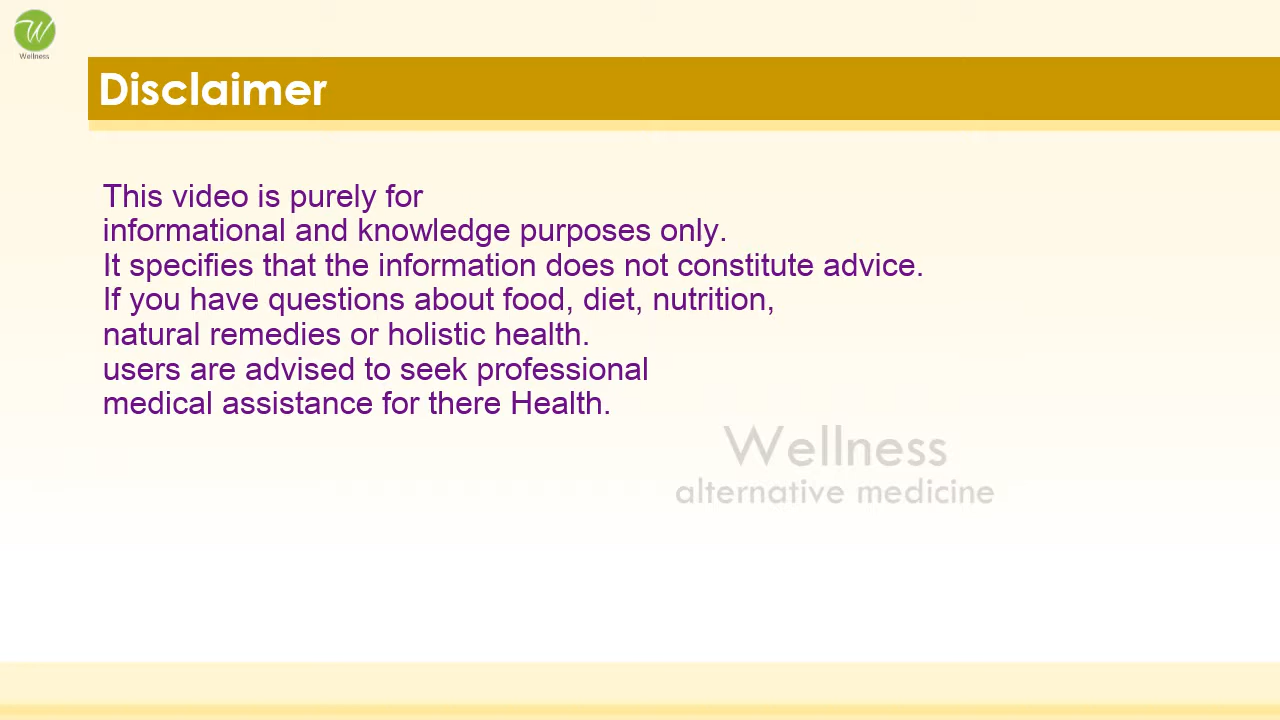 W
Wellness
Disclaimer
This video is purely for
informational and knowledge purposes only.
It specifies that the information does not constitute advice.
If you have questions about food, diet, nutrition,
natural remedies or holistic health.
users are advised to seek professional
medical assistance for there Health.
Wellness
alternative medicine